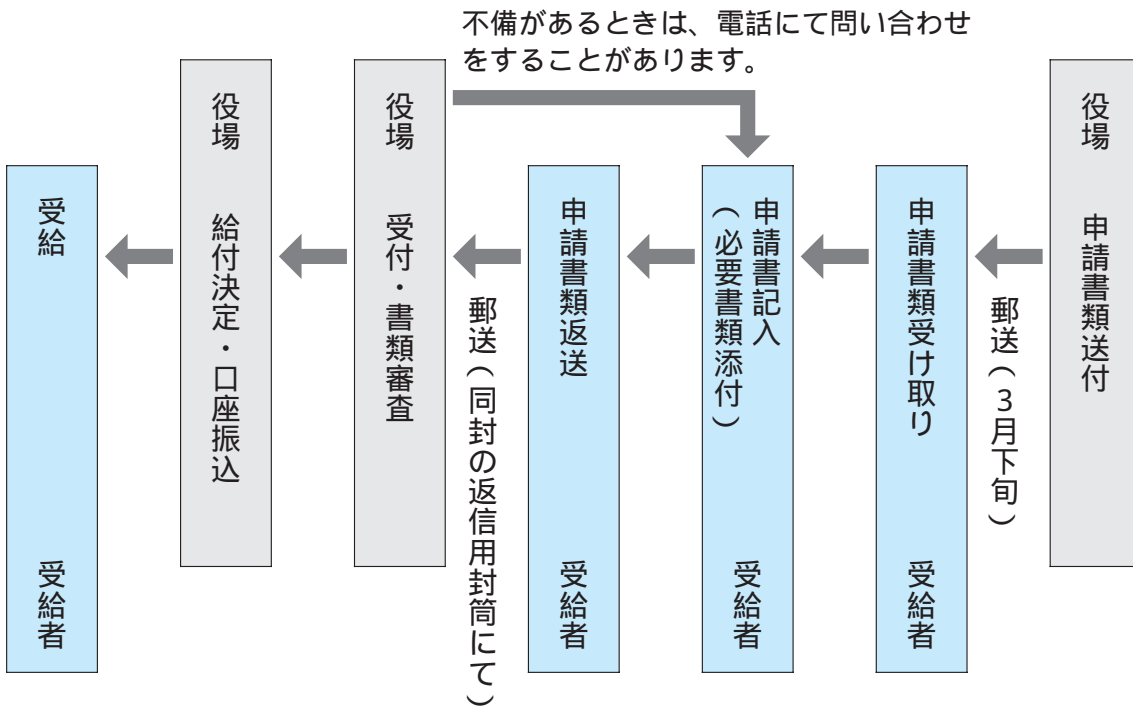 不備があるときは、電話にて問い合わせ
をすることがあります。
役場　申請書類送付
郵送（3月下旬）
申請書類受け取り　受給者
申請書記入
（必要書類添付）　受給者
申請書類返送　受給者
郵送（同封の返信用封筒にて）
役場　受付・書類審査
役場　給付決定・口座振込
受給　受給者